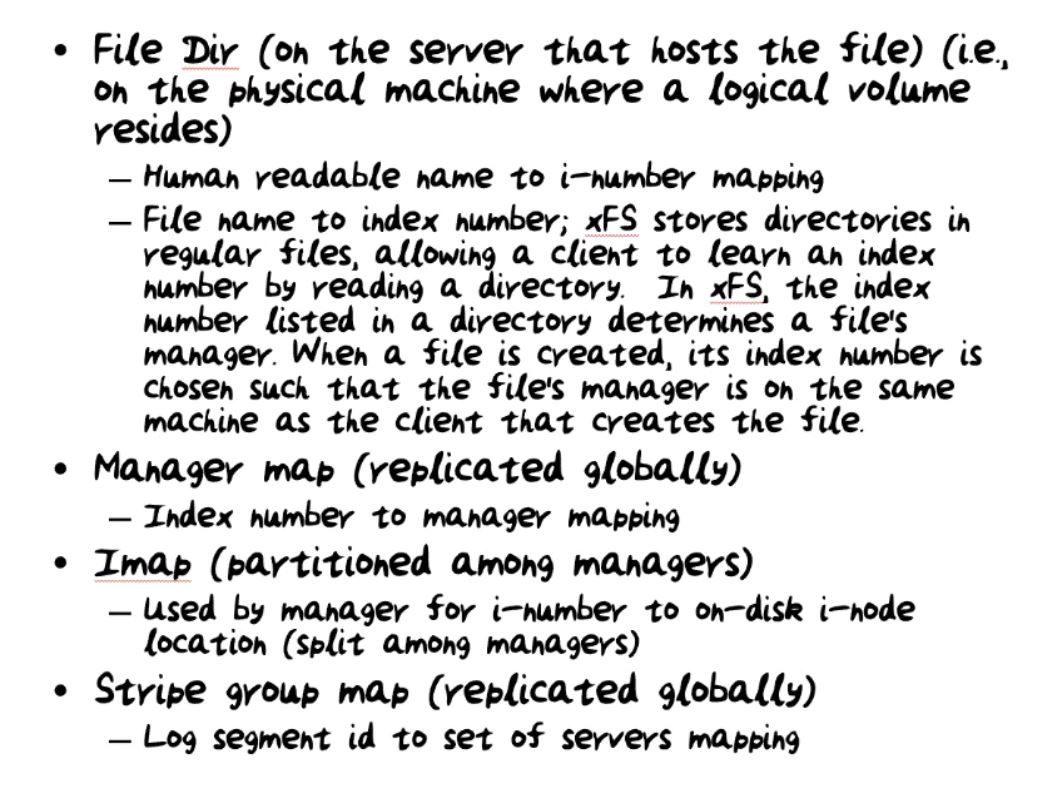 • File Dir (on the server that hosts the file) (i.e.,
on the physical machine where a logical volume
resides)
– Human readable name to i-number mapping
– File name to index number; xFS stores directories in
regular files, allowing a client to learn an index
number by reading a directory. In xFS, the index
number listed in a directory determines a file's
manager. When a file is created, its index number is
chosen such that the file's manager is on the same
machine as the client that creates the file.
• Manager map (replicated globally)
– Index number to manager mapping
• Imap (partitioned among managers)
– Used by manager for i-number to on-disk i-node
location (split among managers)
• Stripe group map (replicated globally)
– Log segment id to set of servers mapping